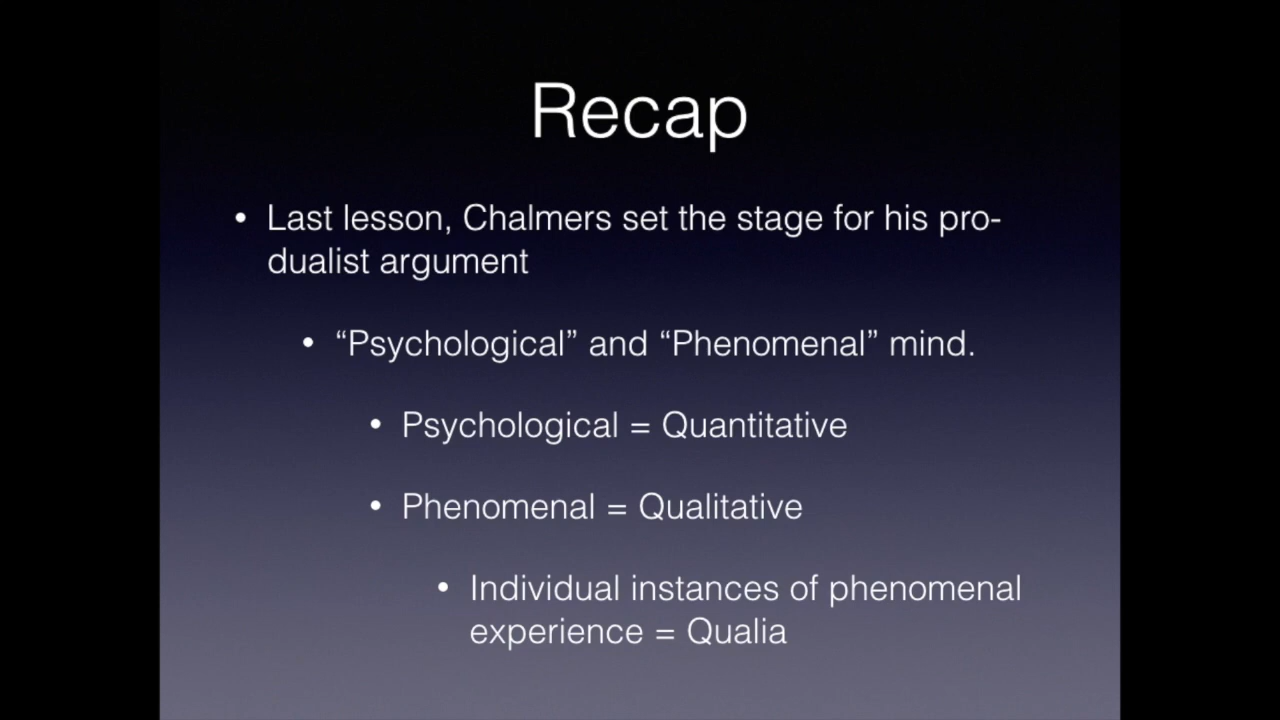 Recap
• Last lesson, Chalmers set the stage for his pro-
dualist argument
• “Psychological” and “Phenomenal” mind.
• Psychological = Quantitative
• Phenomenal = Qualitative
• Individual instances of phenomenal
experience = Qualia